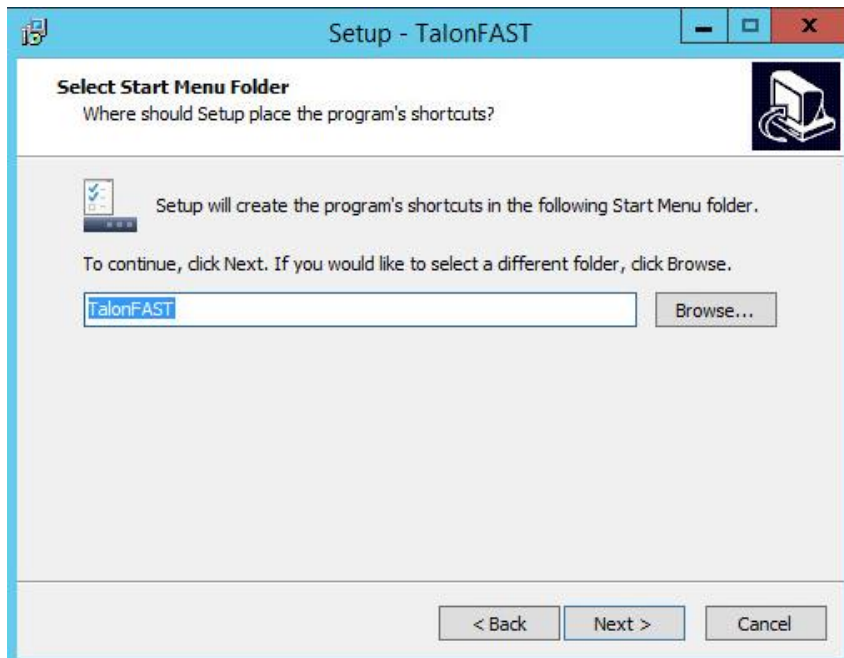 Setup - TalonFAST
Select Start Menu Folder
Where should Setup place the program's shortcuts?
Setup will create the program's shortcuts in the following Start Menu folder.
To continue, click Next. If you would like to select a different folder, click Browse.
TalonFAST
Browse...
< Back
Next >
Cancel